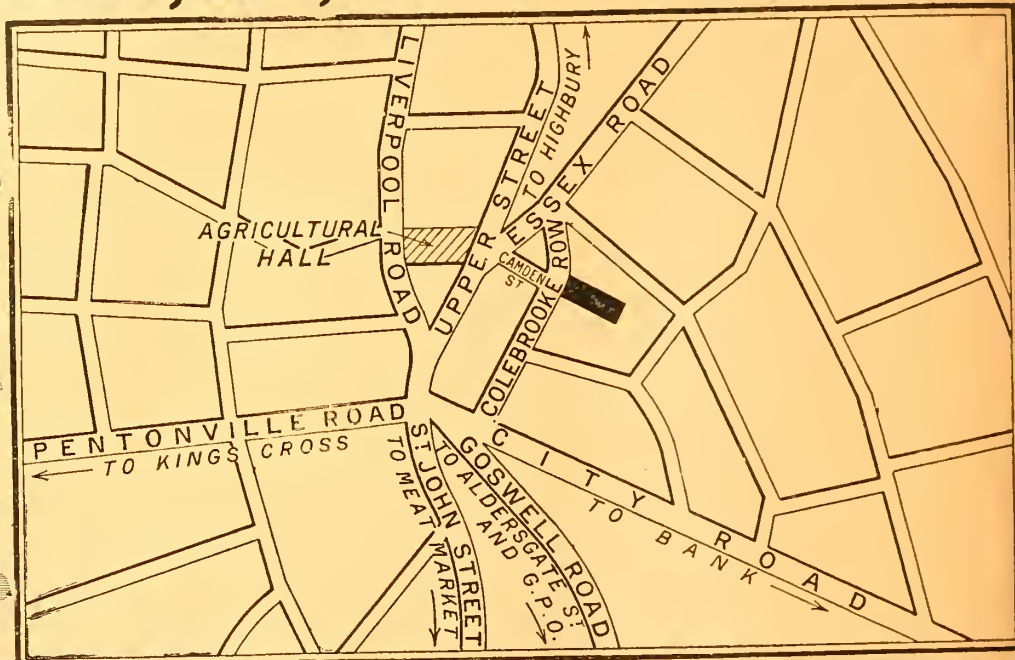 LIVERPOOL ROAD
UPPER STREET
TO HIGHBURY
ESSEX ROAD
AGRICULTURAL
HALL
CAMDEN
ST
COLEBROOKE ROW
PENTONVILLE ROAD
TO KINGS CROSS
ST JOHN STREET
TO MEAT MARKET
GOSWELL ROAD
TO ALDERSGATE ST
AND G.P.O.
CITY ROAD
TO BANK